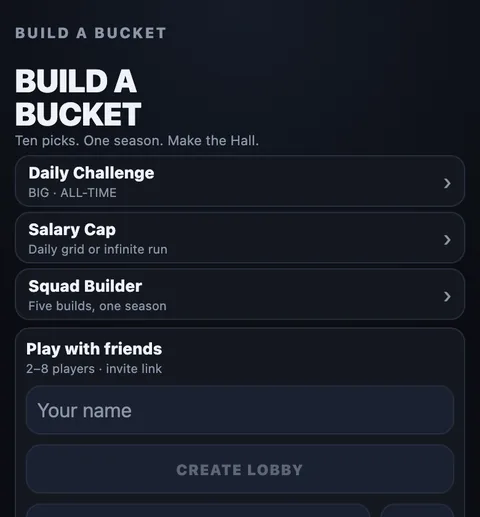 BUILD A BUCKET
BUILD A
BUCKET
Ten picks. One season. Make the Hall.
Daily Challenge
BIG · ALL-TIME
Salary Cap
Daily grid or infinite run
Squad Builder
Five builds, one season
Play with friends
2–8 players · invite link
Your name
CREATE LOBBY